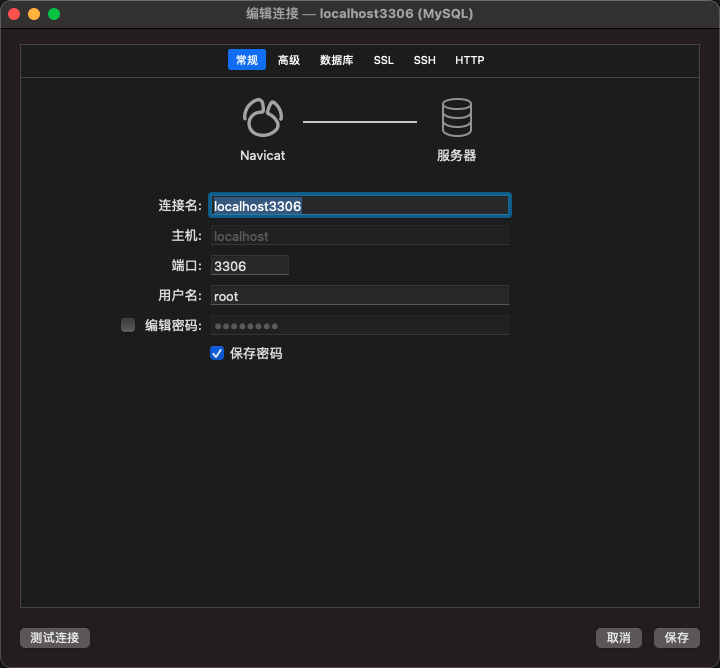 编辑连接 — localhost3306 (MySQL)
常规 高级 数据库 SSL SSH HTTP
Navicat 服务器
连接名: localhost3306
主机: localhost
端口: 3306
用户名: root
编辑密码: ●●●●●●●●
保存密码
测试连接 取消 保存